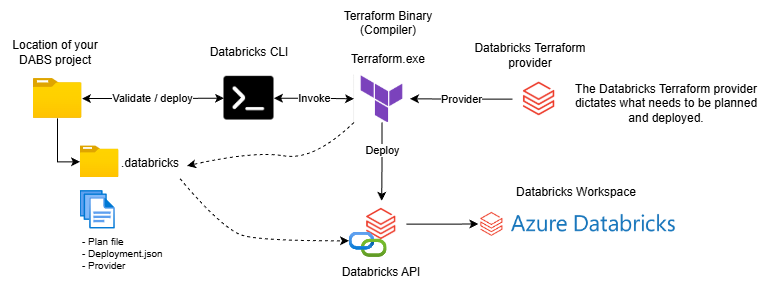 Location of your
DABS project
Databricks CLI
Terraform Binary
(Compiler)
Terraform.exe
Databricks Terraform
provider
Validate / deploy
Invoke
Provider
The Databricks Terraform provider
dictates what needs to be planned
and deployed.
Deploy
.databricks
- Plan file
- Deployment.json
- Provider
Databricks API
Databricks Workspace
Azure Databricks